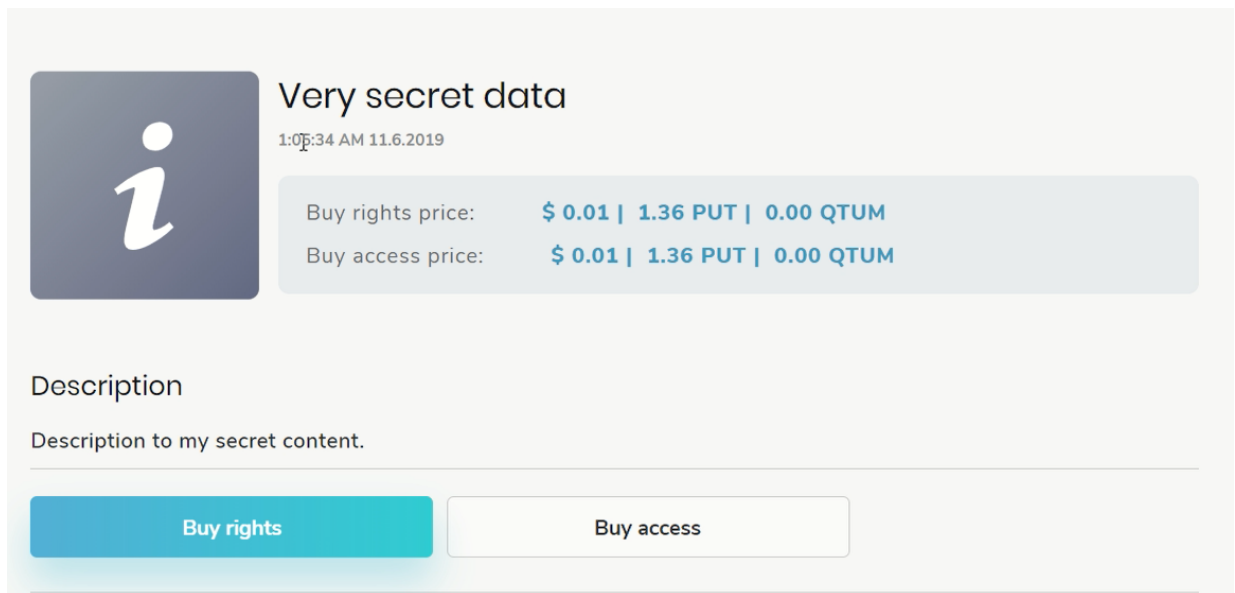 i
Very secret data
1:05:34 AM 11.6.2019
Buy rights price: $ 0.01 | 1.36 PUT | 0.00 QTUM
Buy access price: $ 0.01 | 1.36 PUT | 0.00 QTUM
Description
Description to my secret content.
Buy rights
Buy access